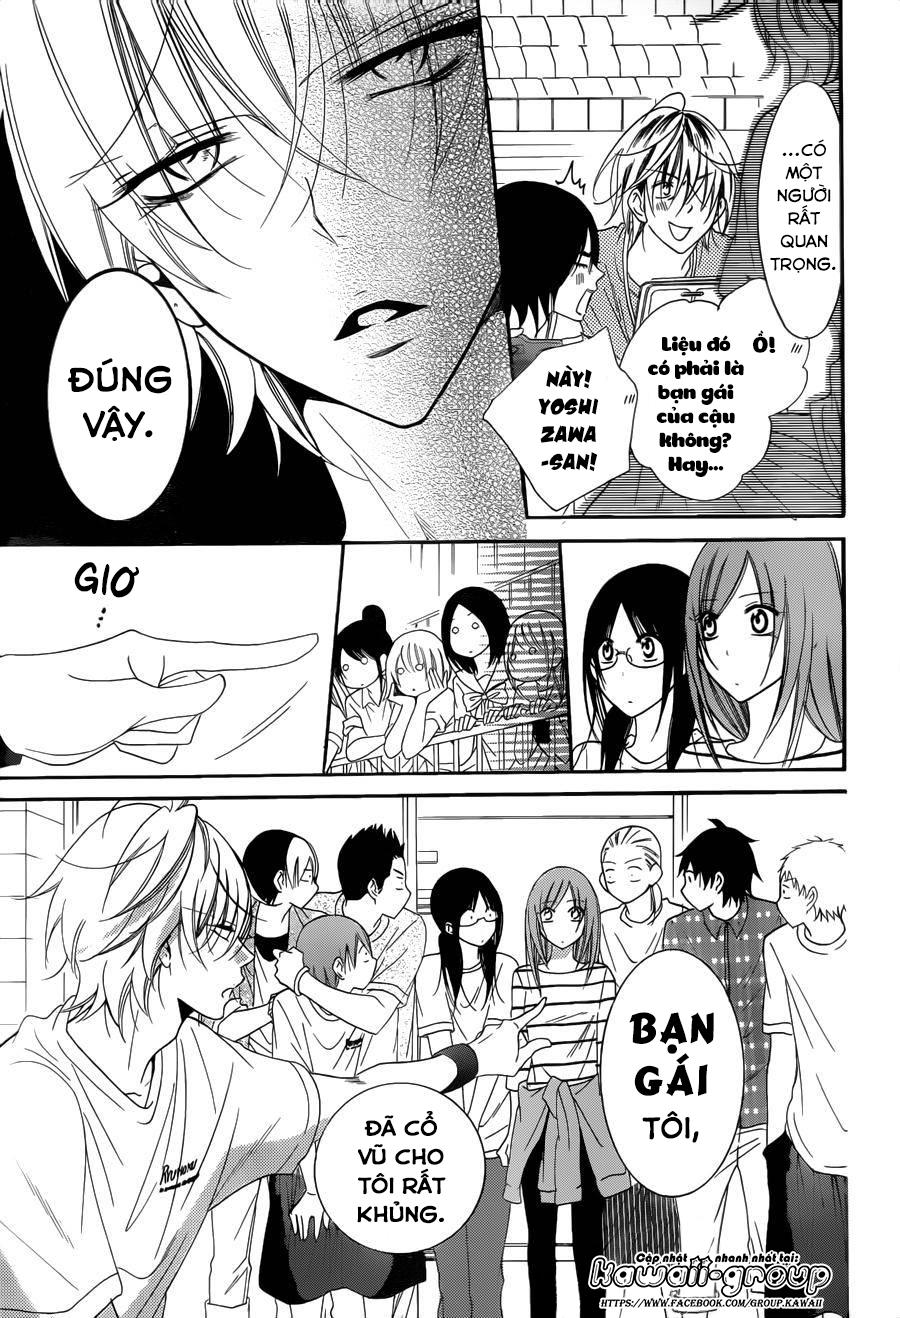 ...CÓ
MỘT
NGƯỜI
RẤT
QUAN
TRỌNG.
Ồ!
Liệu đó
có phải là
bạn gái
của cậu
không?
Hay...
NÀY!
YOSHI
ZAWA
-SAN!
ĐÚNG
VẬY.
GIƠ
...
BẠN
GÁI
TÔI,
ĐÃ CỔ
VŨ CHO
TÔI RẤT
KHỦNG.
Cập nhật nhanh nhất tại:
kawaii-group
HTTPS://WWW.FACEBOOK.COM/GROUP.KAWAII